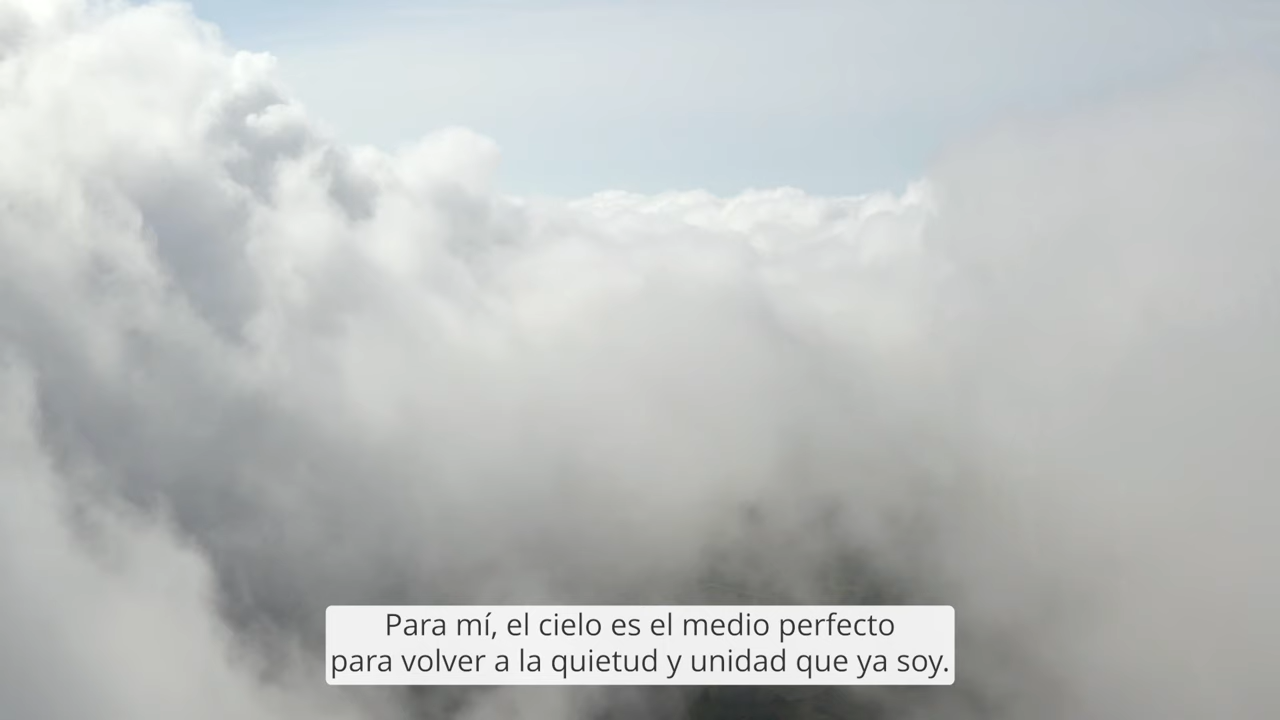 Para mí, el cielo es el medio perfecto
para volver a la quietud y unidad que ya soy.